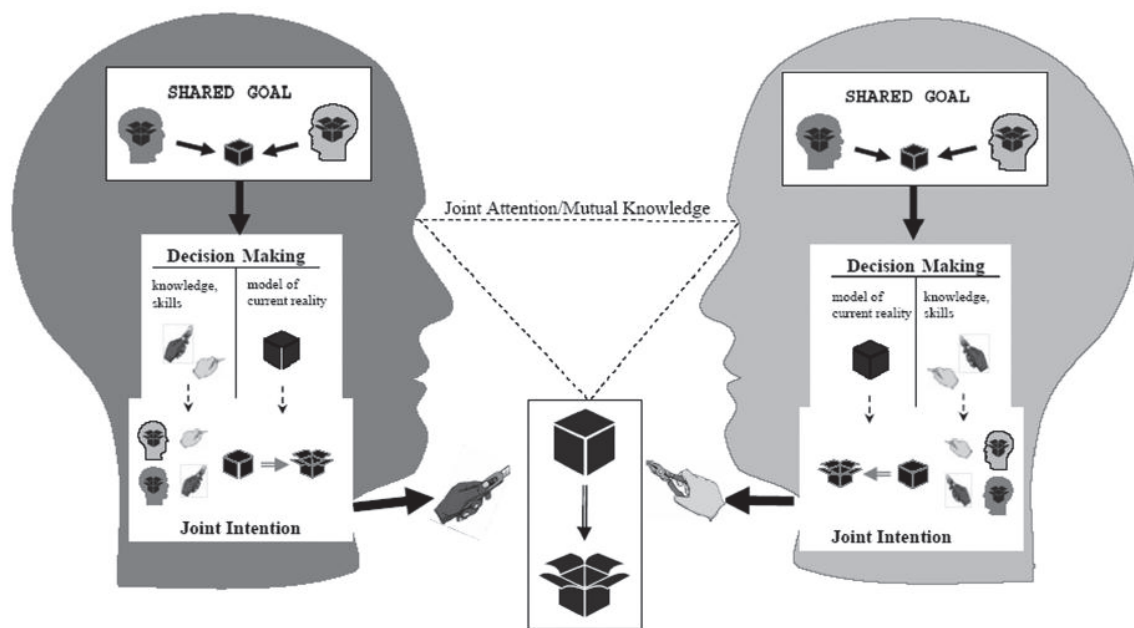 SHARED GOAL
Decision Making
knowledge,
skills
model of
current reality
Joint Intention
Joint Attention/Mutual Knowledge
SHARED GOAL
Decision Making
model of
current reality
knowledge,
skills
Joint Intention